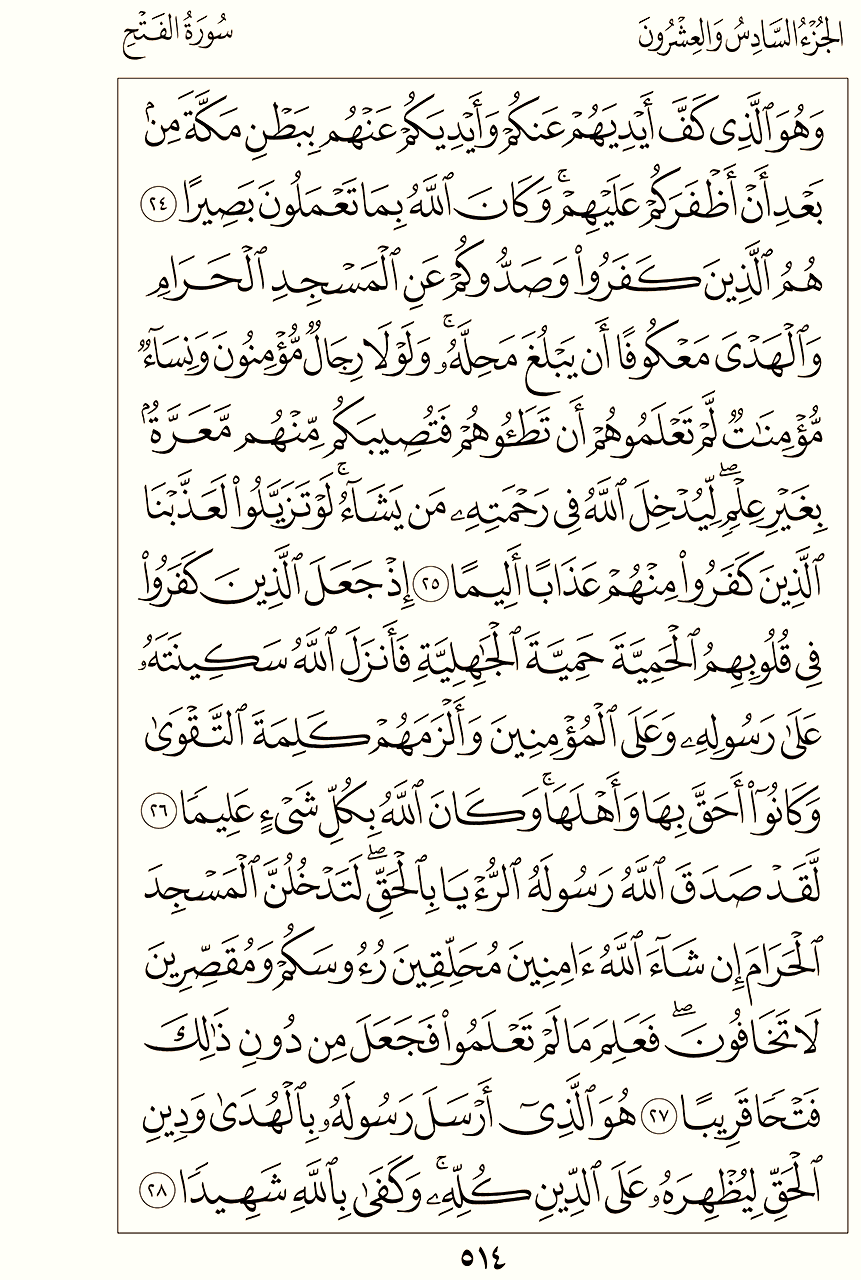 الجُزْءُ السَّادِسُ وَالعِشْرُونَ
سُورَةُ الفَتْحِ
وَهُوَ ٱلَّذِى كَفَّ أَيْدِيَهُمْ عَنكُمْ وَأَيْدِيَكُمْ عَنْهُم بِبَطْنِ مَكَّةَ مِنۢ
بَعْدِ أَنْ أَظْفَرَكُمْ عَلَيْهِمْ ۚ وَكَانَ ٱللَّهُ بِمَا تَعْمَلُونَ بَصِيرًا ٢٤
هُمُ ٱلَّذِينَ كَفَرُوا۟ وَصَدُّوكُمْ عَنِ ٱلْمَسْجِدِ ٱلْحَرَامِ
وَٱلْهَدْىَ مَعْكُوفًا أَن يَبْلُغَ مَحِلَّهُۥ ۚ وَلَوْلَا رِجَالٌ مُّؤْمِنُونَ وَنِسَآءٌ
مُّؤْمِنَٰتٌ لَّمْ تَعْلَمُوهُمْ أَن تَطَـُٔوهُمْ فَتُصِيبَكُم مِّنْهُم مَّعَرَّةٌۢ
بِغَيْرِ عِلْمٍ ۖ لِّيُدْخِلَ ٱللَّهُ فِى رَحْمَتِهِۦ مَن يَشَآءُ ۚ لَوْ تَزَيَّلُوا۟ لَعَذَّبْنَا
ٱلَّذِينَ كَفَرُوا۟ مِنْهُمْ عَذَابًا أَلِيمًا ٢٥ إِذْ جَعَلَ ٱلَّذِينَ كَفَرُوا۟
فِى قُلُوبِهِمُ ٱلْحَمِيَّةَ حَمِيَّةَ ٱلْجَٰهِلِيَّةِ فَأَنزَلَ ٱللَّهُ سَكِينَتَهُۥ
عَلَىٰ رَسُولِهِۦ وَعَلَى ٱلْمُؤْمِنِينَ وَأَلْزَمَهُمْ كَلِمَةَ ٱلتَّقْوَىٰ
وَكَانُوٓا۟ أَحَقَّ بِهَا وَأَهْلَهَا ۚ وَكَانَ ٱللَّهُ بِكُلِّ شَىْءٍ عَلِيمًا ٢٦
لَّقَدْ صَدَقَ ٱللَّهُ رَسُولَهُ ٱلرُّءْيَا بِٱلْحَقِّ ۖ لَتَدْخُلُنَّ ٱلْمَسْجِدَ
ٱلْحَرَامَ إِن شَآءَ ٱللَّهُ ءَامِنِينَ مُحَلِّقِينَ رُءُوسَكُمْ وَمُقَصِّرِينَ
لَا تَخَافُونَ ۖ فَعَلِمَ مَا لَمْ تَعْلَمُوا۟ فَجَعَلَ مِن دُونِ ذَٰلِكَ
فَتْحًا قَرِيبًا ٢٧ هُوَ ٱلَّذِىٓ أَرْسَلَ رَسُولَهُۥ بِٱلْهُدَىٰ وَدِينِ
ٱلْحَقِّ لِيُظْهِرَهُۥ عَلَى ٱلدِّينِ كُلِّهِۦ ۚ وَكَفَىٰ بِٱللَّهِ شَهِيدًا ٢٨
٥١٤